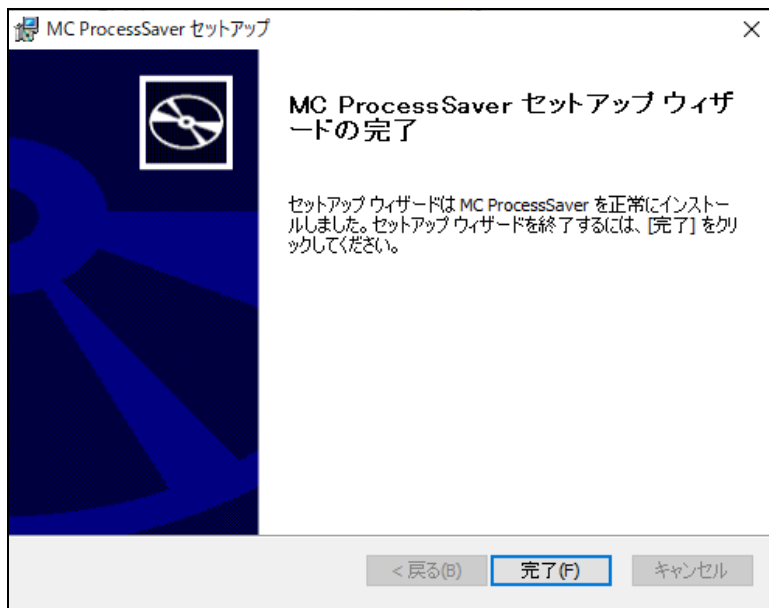 MC ProcessSaver セットアップ
MC ProcessSaver セットアップ ウィザ
ードの完了
セットアップ ウィザードは MC ProcessSaver を正常にインストー
ルしました。セットアップ ウィザードを終了するには、[完了] をクリ
ックしてください。
< 戻る(B) 完了(F) キャンセル